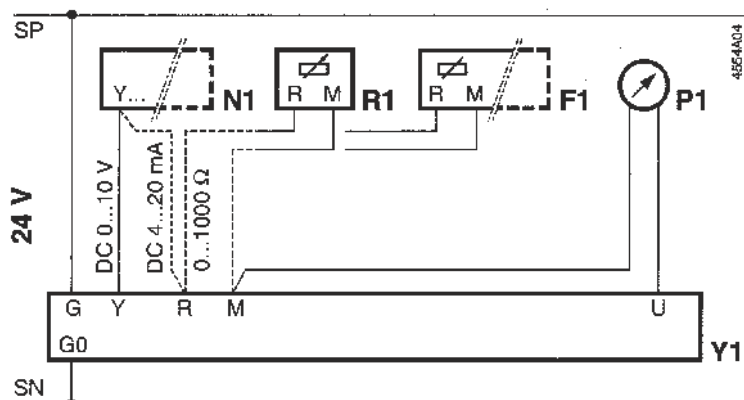 SP
4554A04
Y...
N1
R M
R1
R M
F1
P1
24 V
DC 0...10 V
DC 4...20 mA
0...1000 Ω
G Y R M U
G0
Y1
SN